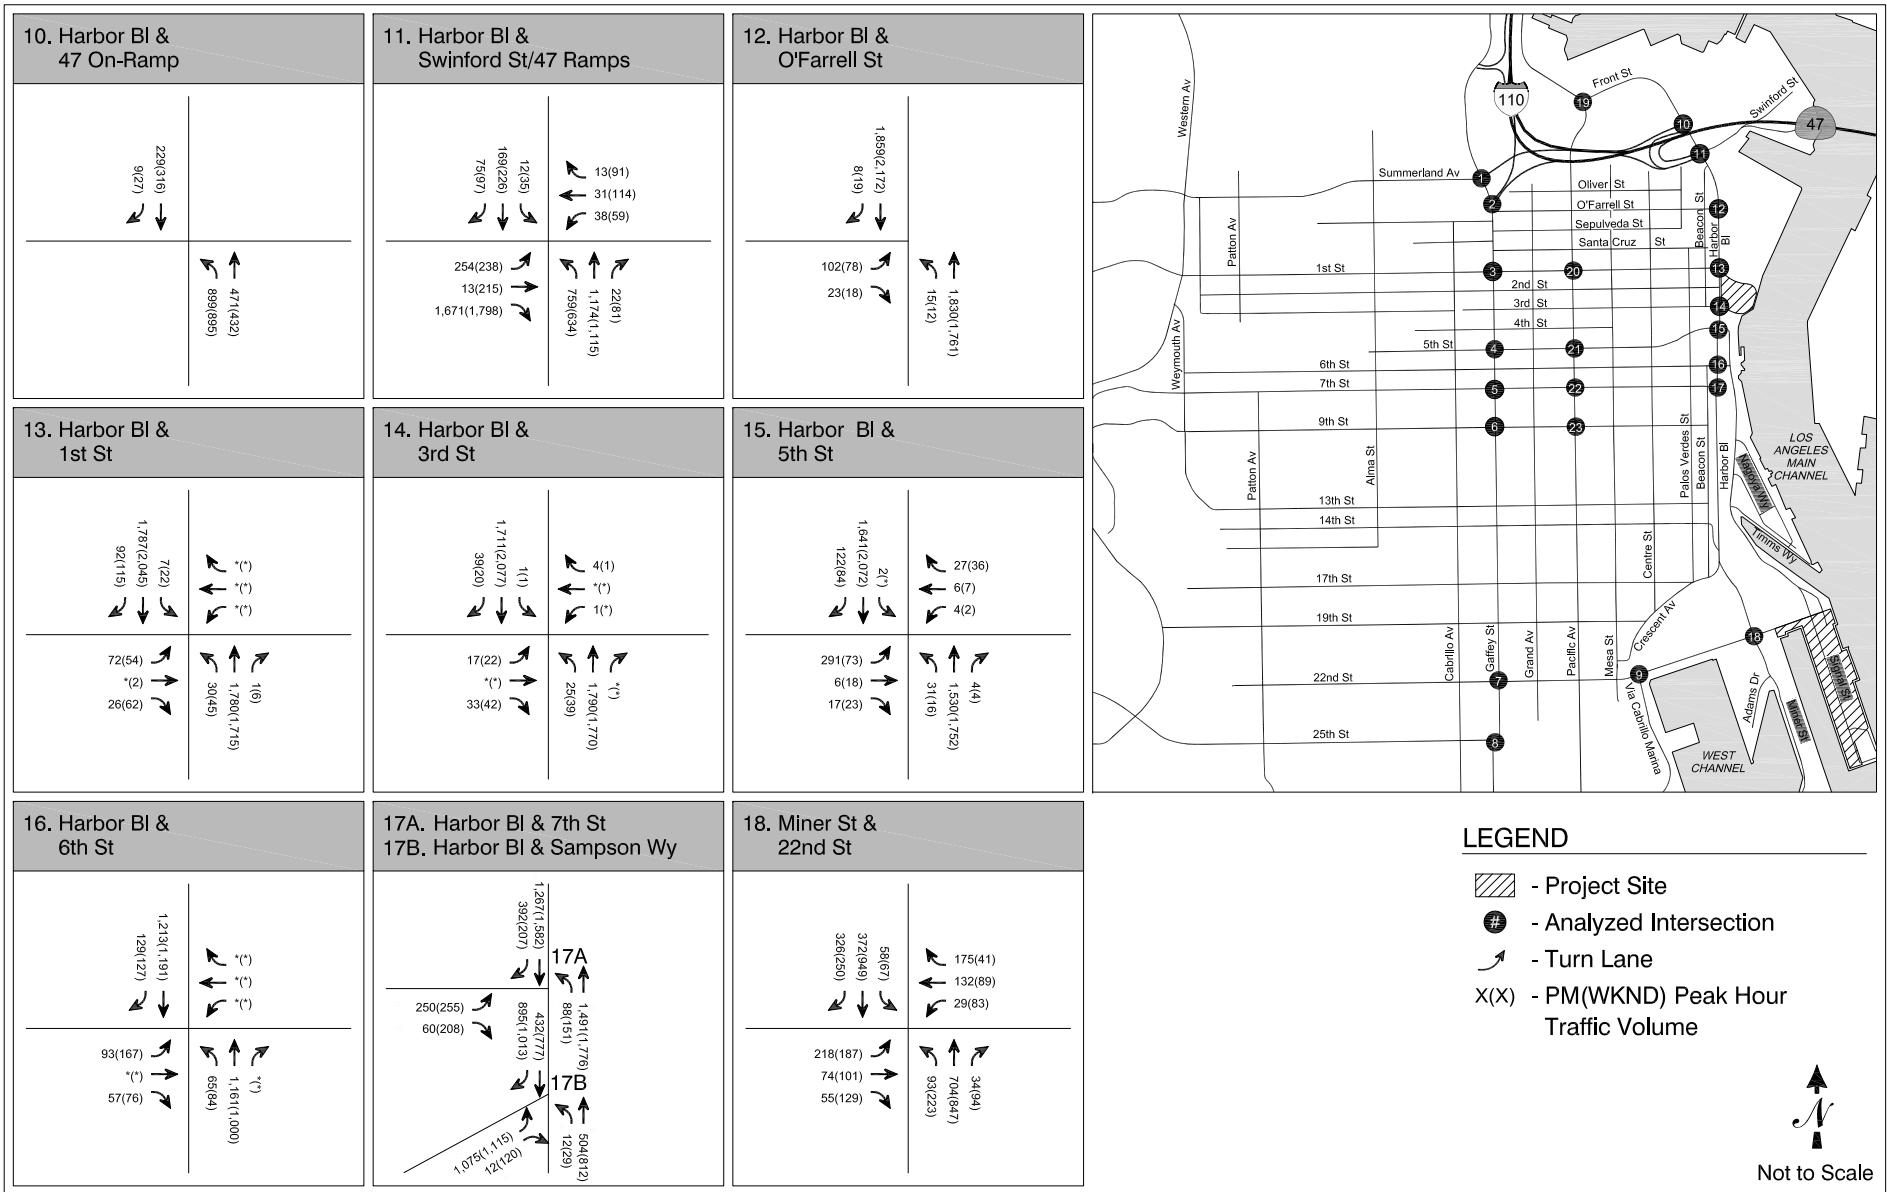 10. Harbor Bl &
47 On-Ramp
9(27)
229(316)
899(895)
471(432)
11. Harbor Bl &
Swinford St/47 Ramps
75(97)
169(226)
12(35)
13(91)
31(114)
38(59)
254(238)
13(215)
1,671(1,798)
759(634)
1,174(1,115)
22(81)
12. Harbor Bl &
O'Farrell St
8(19)
1,859(2,172)
102(78)
23(18)
15(12)
1,830(1,761)
13. Harbor Bl &
1st St
92(115)
1,787(2,045)
7(22)
*(*)
*(*)
*(*)
72(54)
*(2)
26(62)
30(45)
1,780(1,715)
1(6)
14. Harbor Bl &
3rd St
39(20)
1,711(2,077)
1(1)
4(1)
*(*)
1(*)
17(22)
*(*)
33(42)
25(39)
1,790(1,770)
*(*)
15. Harbor Bl &
5th St
122(84)
1,641(2,072)
2(*)
27(36)
6(7)
4(2)
291(73)
6(18)
17(23)
31(16)
1,530(1,752)
4(4)
16. Harbor Bl &
6th St
129(127)
1,213(1,191)
*(*)
*(*)
*(*)
93(167)
*(*)
57(76)
65(84)
1,161(1,000)
*(*)
17A. Harbor Bl & 7th St
17B. Harbor Bl & Sampson Wy
392(207)
1,267(1,582)
17A
250(255)
60(208)
895(1,013)
432(777)
88(151)
1,491(1,776)
17B
1,075(1,115)
12(120)
12(29)
504(812)
18. Miner St &
22nd St
326(250)
372(949)
58(67)
175(41)
132(89)
29(83)
218(187)
74(101)
55(129)
93(223)
704(847)
34(94)
110
47
Front St
Swinford St
Western Av
19
10
11
Summerland Av
1
2
Oliver St
O'Farrell St
Sepulveda St
Santa Cruz St
Beacon St
Harbor Bl
12
Patton Av
1st St
3
20
13
2nd St
3rd St
14
4th St
15
5th St
4
21
Weymouth Av
6th St
16
7th St
5
22
17
9th St
6
23
Patton Av
Alma St
Palos Verdes St
Beacon St
Harbor Bl
LOS
ANGELES
MAIN
CHANNEL
Nagoya Wy
13th St
14th St
Timms Wy
Centre St
17th St
19th St
Crescent Av
18
Cabrillo Av
Gaffey St
Grand Av
Pacific Av
Mesa St
22nd St
7
9
Via Cabrillo Marina
Adams Dr
Miner St
Signal St
25th St
8
WEST
CHANNEL
LEGEND
- Project Site
# - Analyzed Intersection
- Turn Lane
X(X) - PM(WKND) Peak Hour
Traffic Volume
N
Not to Scale